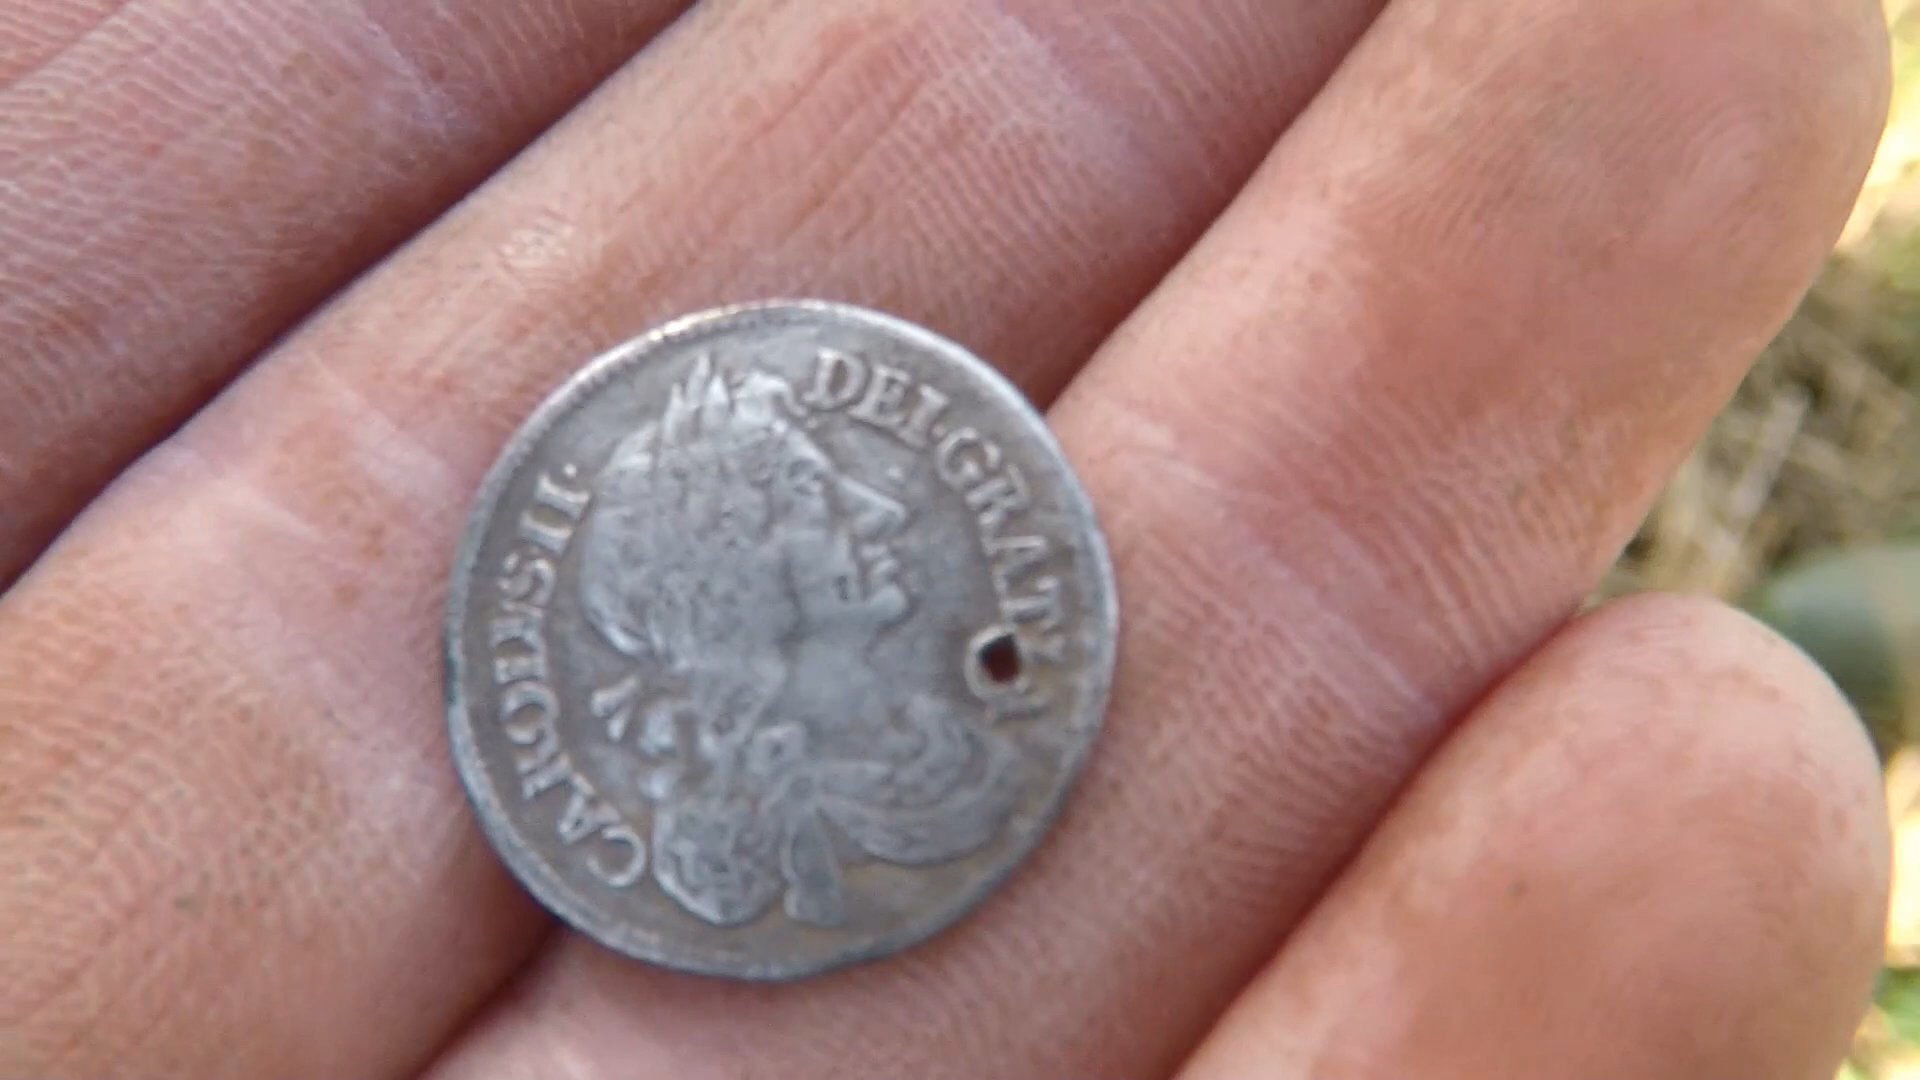 CAROLVS II · DEI · GRATIA